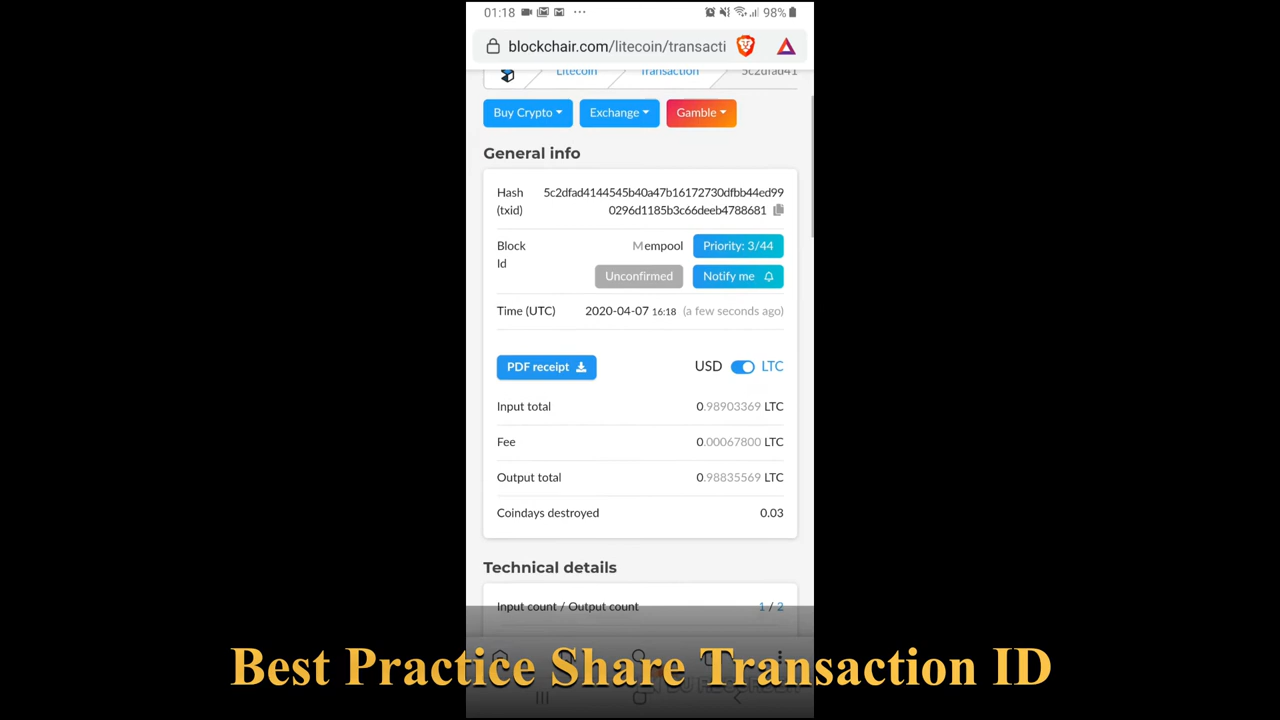 01:18 ... 98%
blockchair.com/litecoin/transacti
Litecoin Transaction 5c2dfad41
Buy Crypto Exchange Gamble
General info
Hash 5c2dfad4144545b40a47b16172730dfbb44ed99
(txid) 0296d1185b3c66deeb4788681
Block Mempool Priority: 3/44
Id Unconfirmed Notify me
Time (UTC) 2020-04-07 16:18 (a few seconds ago)
PDF receipt USD LTC
Input total 0.98903369 LTC
Fee 0.00067800 LTC
Output total 0.98835569 LTC
Coindays destroyed 0.03
Technical details
Input count / Output count 1 / 2
Best Practice Share Transaction ID